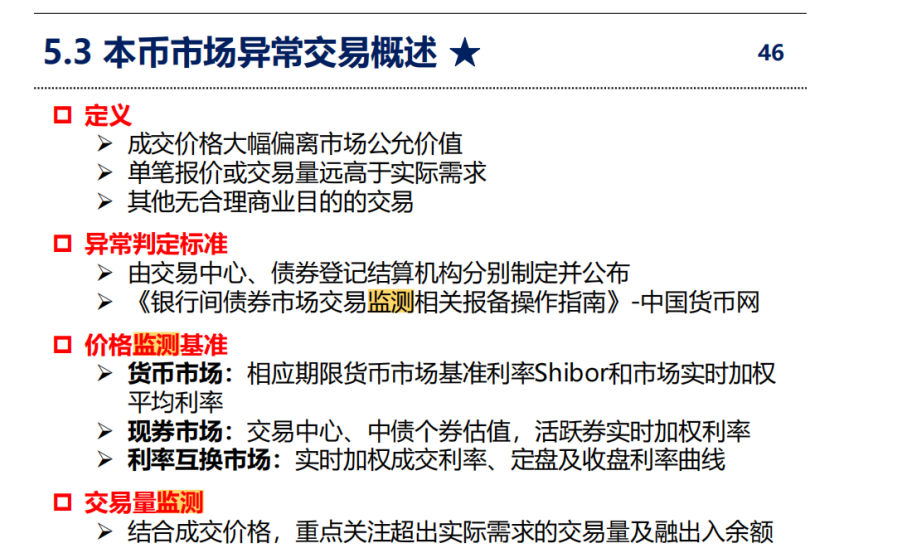 5.3 本币市场异常交易概述 ★
46
定义
成交价格大幅偏离市场公允价值
单笔报价或交易量远高于实际需求
其他无合理商业目的的交易
异常判定标准
由交易中心、债券登记结算机构分别制定并公布
《银行间债券市场交易监测相关报备操作指南》-中国货币网
价格监测基准
货币市场：相应期限货币市场基准利率Shibor和市场实时加权
平均利率
现券市场：交易中心、中债个券估值，活跃券实时加权利率
利率互换市场：实时加权成交利率、定盘及收盘利率曲线
交易量监测
结合成交价格，重点关注超出实际需求的交易量及融出入余额